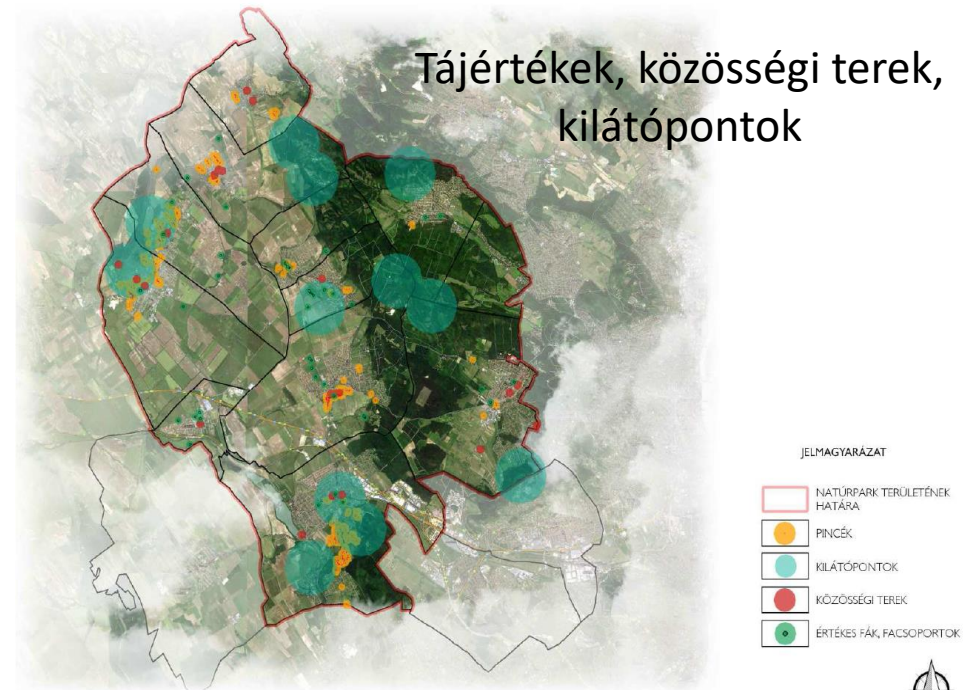 Tájértékek, közösségi terek,
kilátópontok
JELMAGYARÁZAT
NATÚRPARK TERÜLETÉNEK
HATÁRA
PINCÉK
KILÁTÓPONTOK
KÖZÖSSÉGI TEREK
ÉRTÉKES FÁK, FACSOPORTOK